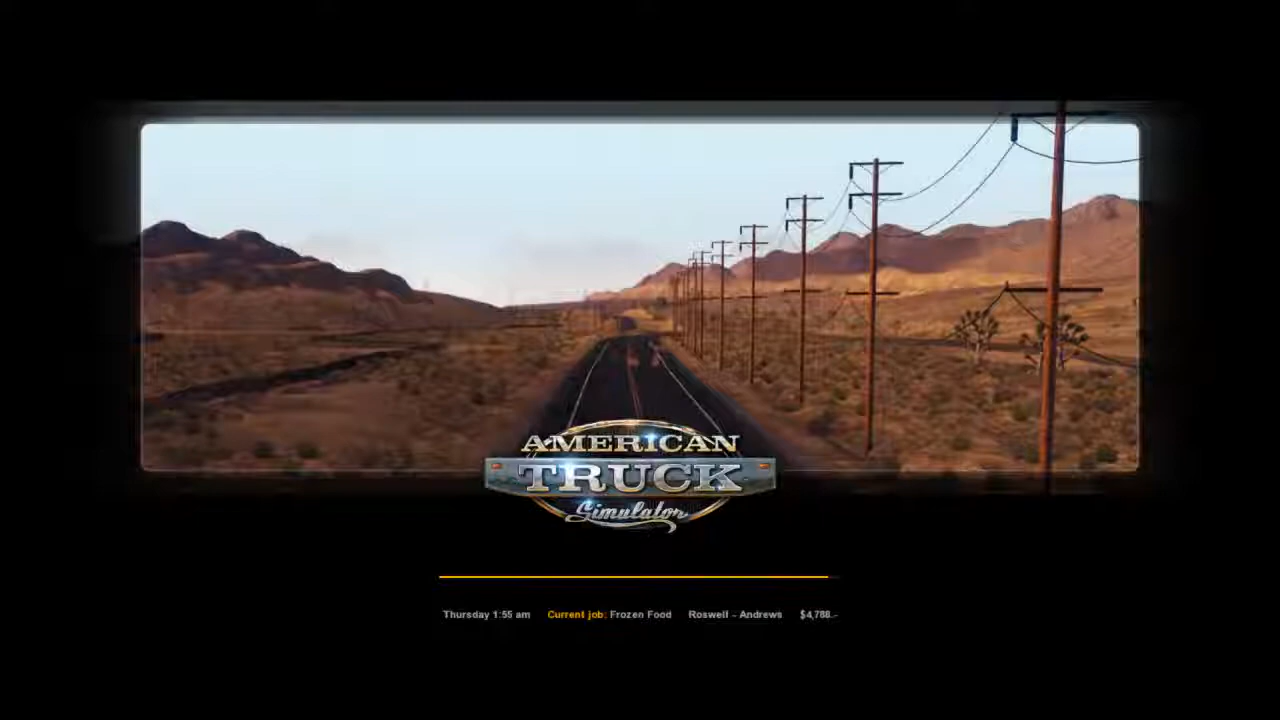 AMERICAN
TRUCK
Simulator
Thursday 1:55 am Current job: Frozen Food Roswell - Andrews $4,788.-